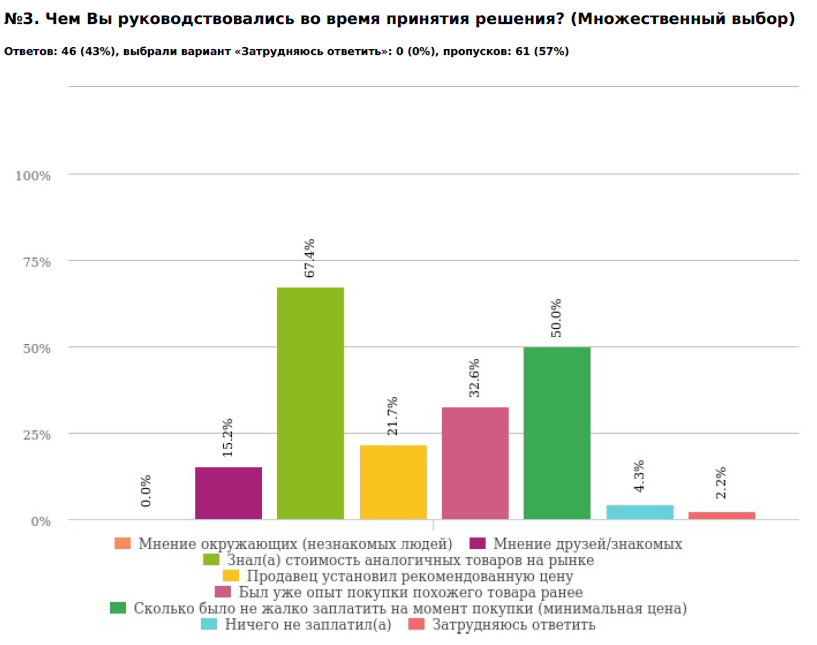 №3. Чем Вы руководствовались во время принятия решения? (Множественный выбор)
Ответов: 46 (43%), выбрали вариант «Затрудняюсь ответить»: 0 (0%), пропусков: 61 (57%)
100%
75%
50%
25%
0%
0.0%
15.2%
67.4%
21.7%
32.6%
50.0%
4.3%
2.2%
Мнение окружающих (незнакомых людей) Мнение друзей/знакомых
Знал(а) стоимость аналогичных товаров на рынке
Продавец установил рекомендованную цену
Был уже опыт покупки похожего товара ранее
Сколько было не жалко заплатить на момент покупки (минимальная цена)
Ничего не заплатил(а) Затрудняюсь ответить